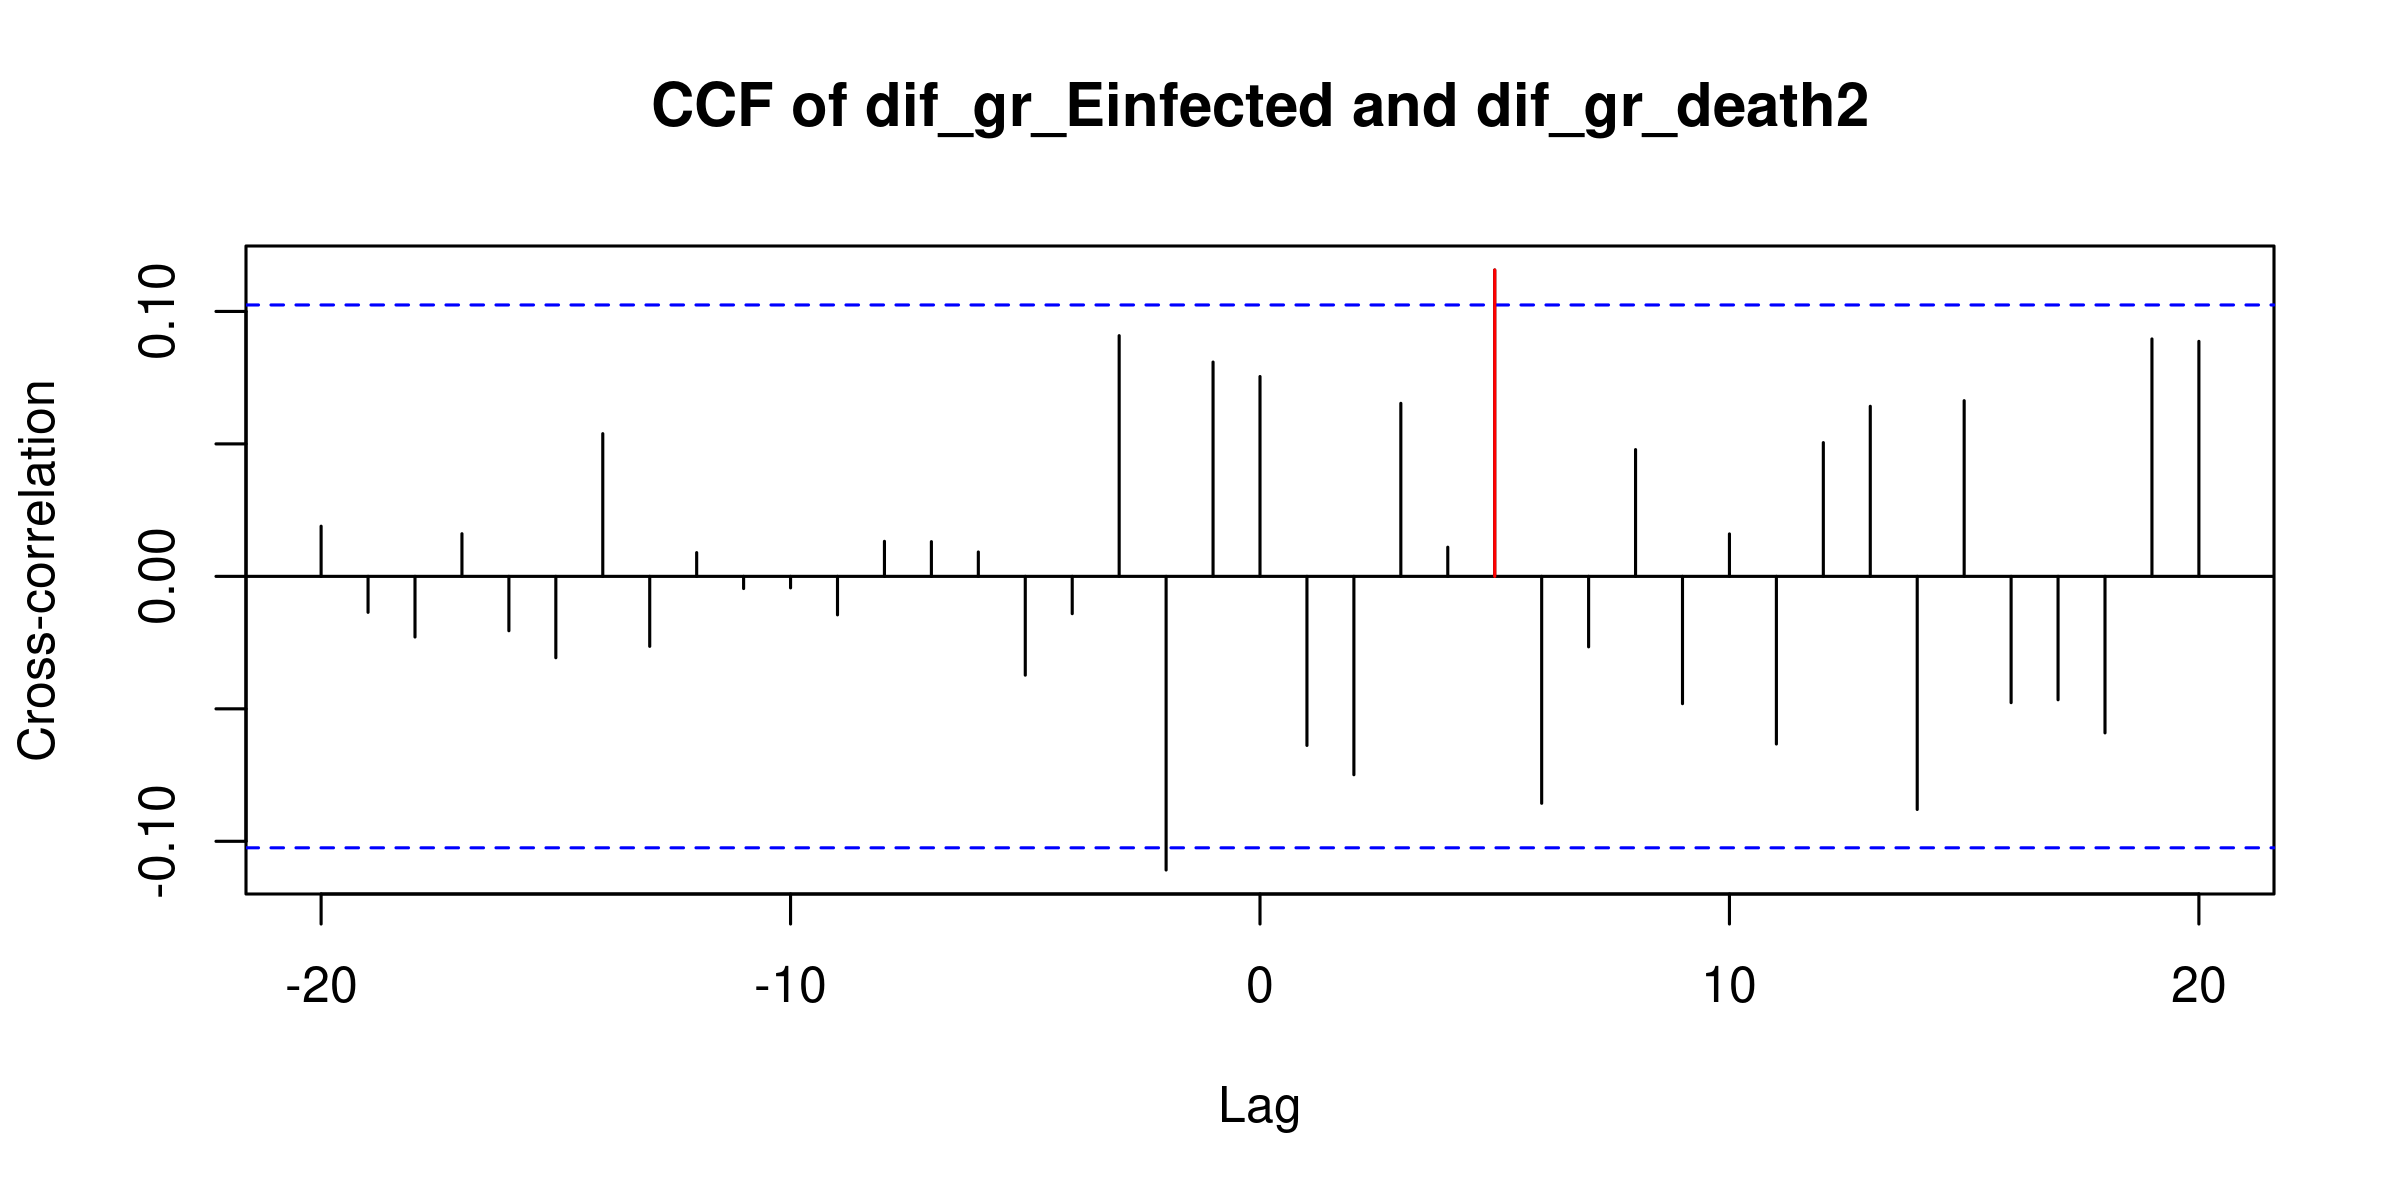 CCF of dif_gr_Einfected and dif_gr_death2
Cross-correlation
0.10
0.00
-0.10
-20 -10 0 10 20
Lag